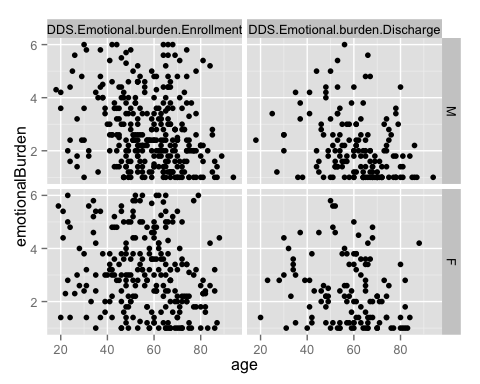 DDS.Emotional.burden.Enrollment DDS.Emotional.burden.Discharge
6
4
2
M
emotionalBurden
6
4
2
F
20 40 60 80 20 40 60 80
age